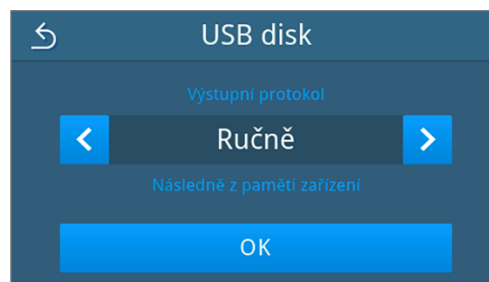 USB disk
Výstupní protokol
Ručně
Následně z paměti zařízení
OK